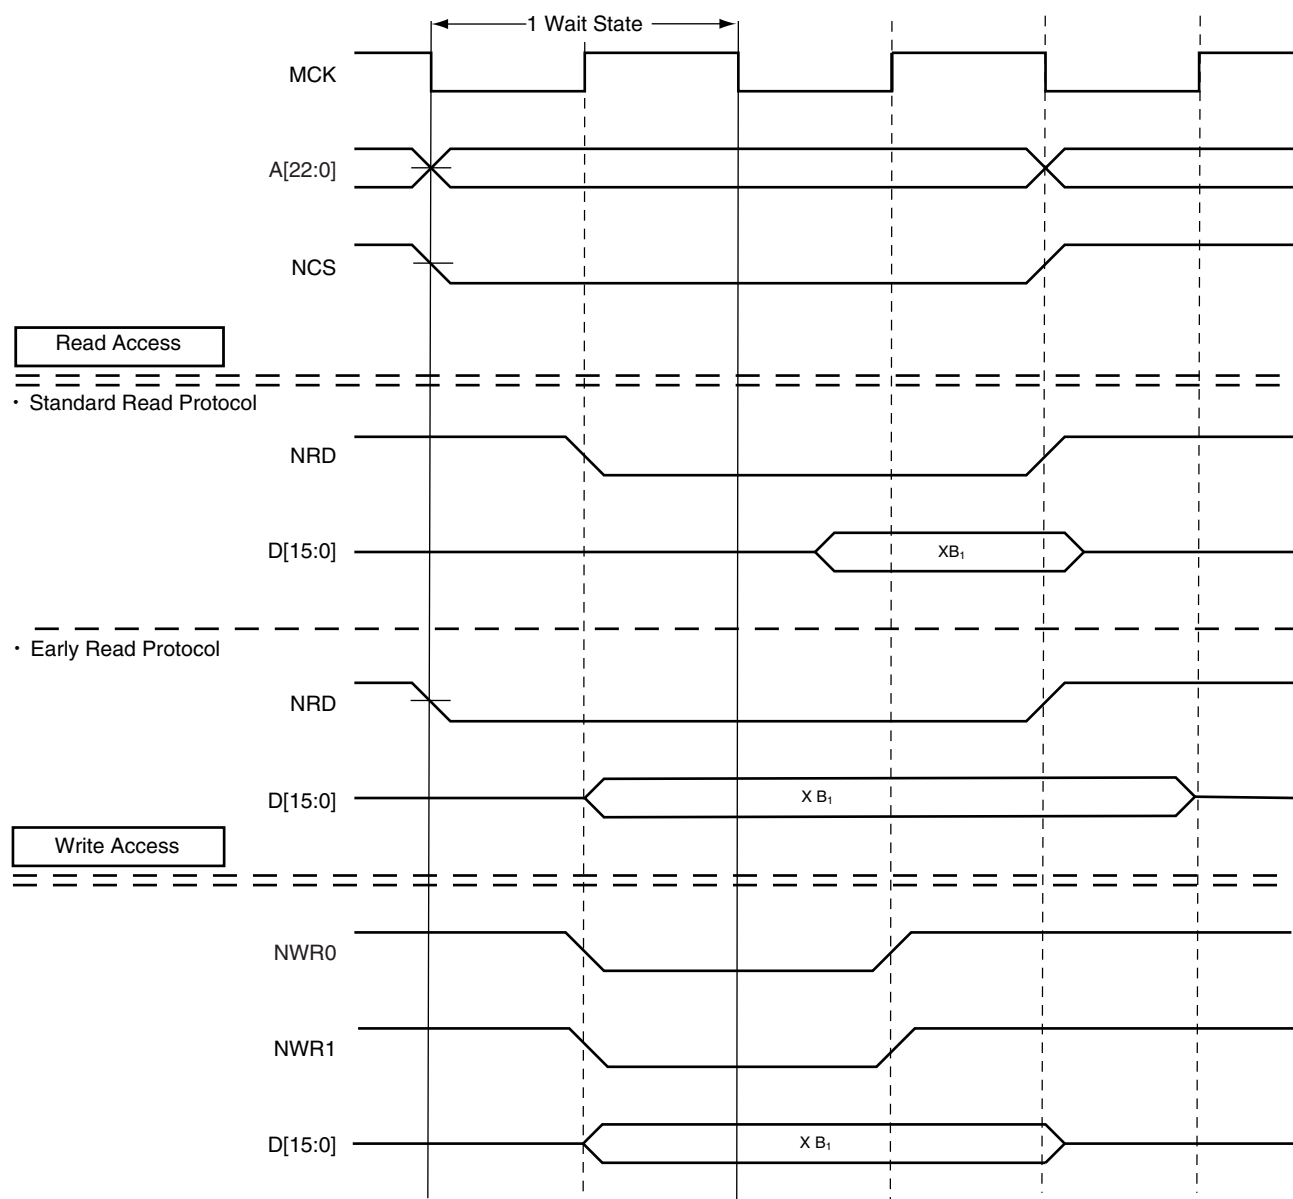 1 Wait State
MCK
A[22:0]
NCS
Read Access
· Standard Read Protocol
NRD
D[15:0]
XB₁
· Early Read Protocol
NRD
D[15:0]
X B₁
Write Access
NWR0
NWR1
D[15:0]
X B₁